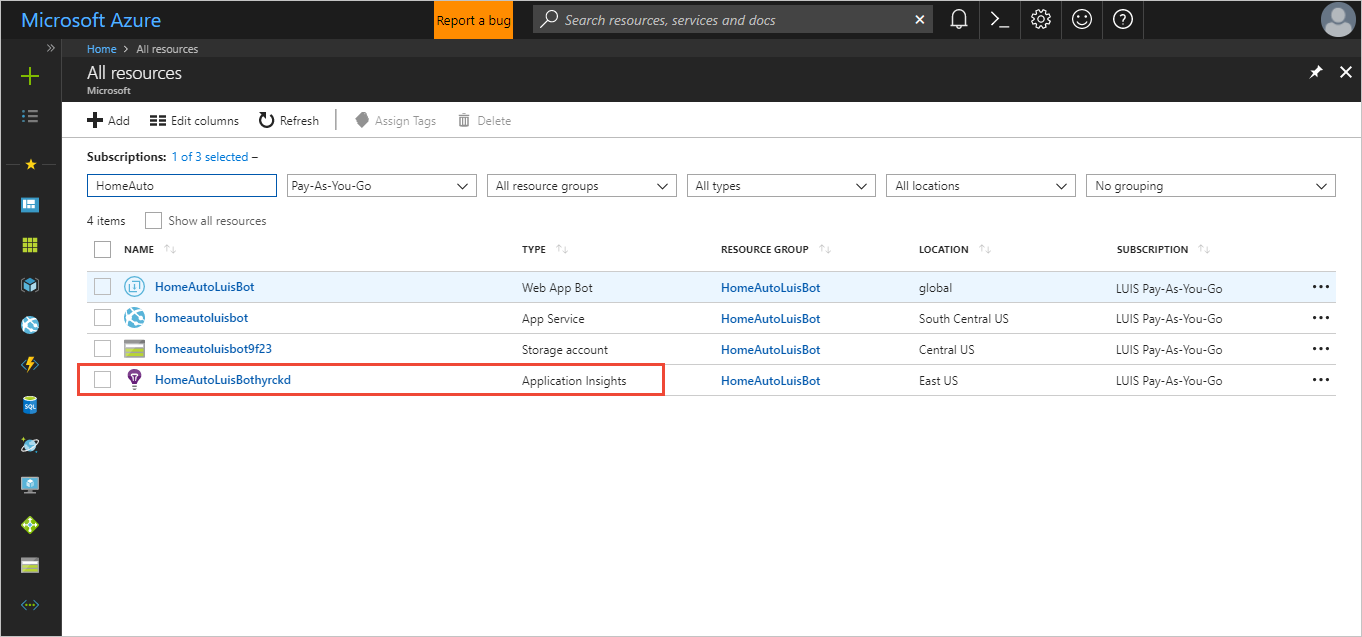 Microsoft Azure Report a bug Search resources, services and docs
Home All resources
All resources
Microsoft
Add Edit columns Refresh Assign Tags Delete
Subscriptions: 1 of 3 selected –
HomeAuto Pay-As-You-Go All resource groups All types All locations No grouping
4 items Show all resources
NAME TYPE RESOURCE GROUP LOCATION SUBSCRIPTION
HomeAutoLuisBot Web App Bot HomeAutoLuisBot global LUIS Pay-As-You-Go
homeautoluisbot App Service HomeAutoLuisBot South Central US LUIS Pay-As-You-Go
homeautoluisbot9f23 Storage account HomeAutoLuisBot Central US LUIS Pay-As-You-Go
HomeAutoLuisBothyrckd Application Insights HomeAutoLuisBot East US LUIS Pay-As-You-Go
SQL